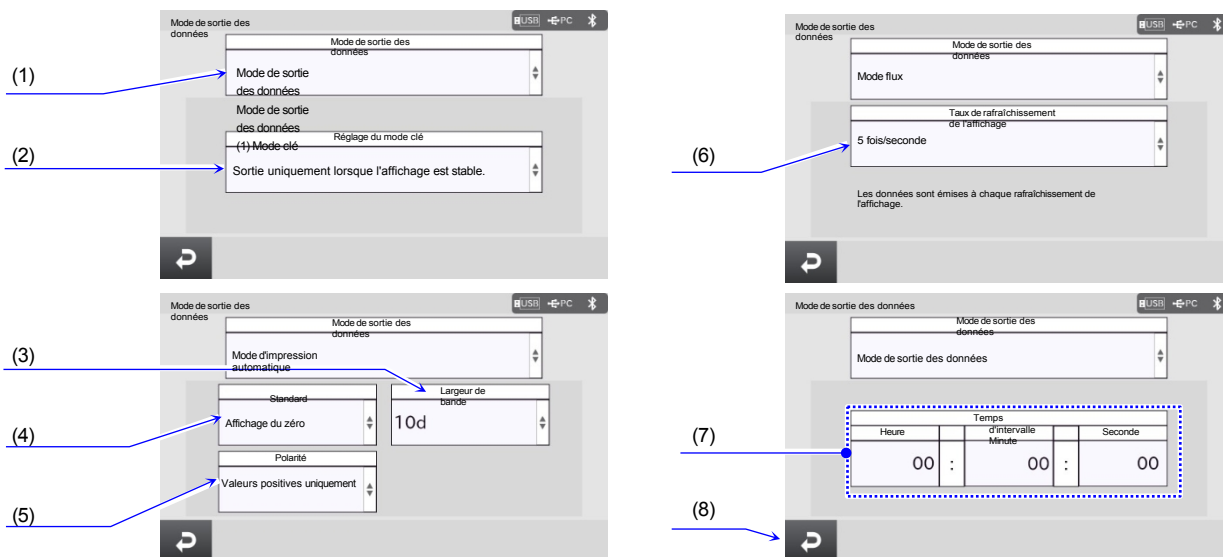 Mode de sortie des
données
USB PC
Mode de sortie des
données
Mode de sortie
des données
Mode de sortie
des données
(1) Mode clé
Réglage du mode clé
Sortie uniquement lorsque l'affichage est stable.
(1)
(2)
Mode de sortie des
données
USB PC
Mode de sortie des
données
Mode flux
Taux de rafraîchissement
de l'affichage
5 fois/seconde
Les données sont émises à chaque rafraîchissement de
l'affichage.
(6)
Mode de sortie des
données
USB PC
Mode de sortie des
données
Mode d'impression
automatique
Standard
Affichage du zéro
Largeur de
bande
10d
Polarité
Valeurs positives uniquement
(3)
(4)
(5)
Mode de sortie des données
USB PC
Mode de sortie des
données
Mode de sortie des données
Temps
d'intervalle
Heure
Minute
Seconde
00 : 00 : 00
(7)
(8)